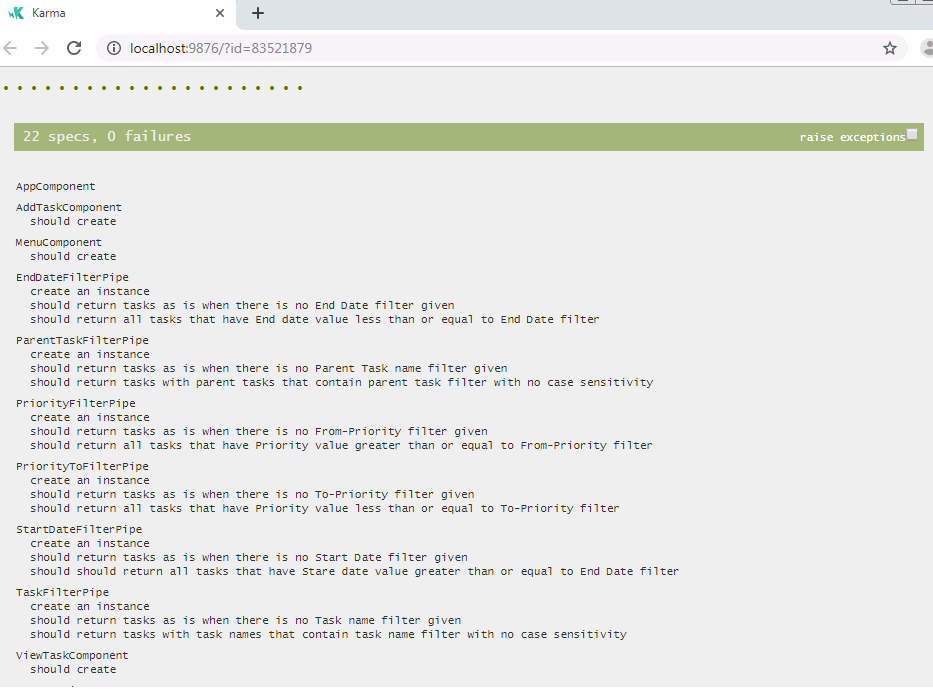 Karma
localhost:9876/?id=83521879
22 specs, 0 failures
raise exceptions
AppComponent
AddTaskComponent
should create
MenuComponent
should create
EndDateFilterPipe
create an instance
should return tasks as is when there is no End Date filter given
should return all tasks that have End date value less than or equal to End Date filter
ParentTaskFilterPipe
create an instance
should return tasks as is when there is no Parent Task name filter given
should return tasks with parent tasks that contain parent task filter with no case sensitivity
PriorityFilterPipe
create an instance
should return tasks as is when there is no From-Priority filter given
should return all tasks that have Priority value greater than or equal to From-Priority filter
PriorityToFilterPipe
create an instance
should return tasks as is when there is no To-Priority filter given
should return all tasks that have Priority value less than or equal to To-Priority filter
StartDateFilterPipe
create an instance
should return tasks as is when there is no Start Date filter given
should should return all tasks that have Stare date value greater than or equal to End Date filter
TaskFilterPipe
create an instance
should return tasks as is when there is no Task name filter given
should return tasks with task names that contain task name filter with no case sensitivity
ViewTaskComponent
should create